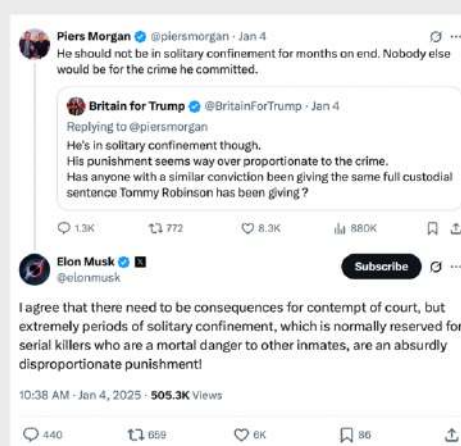 Piers Morgan @piersmorgan · Jan 4
He should not be in solitary confinement for months on end. Nobody else
would be for the crime he committed.
Britain for Trump @BritainForTrump · Jan 4
Replying to @piersmorgan
He's in solitary confinement though.
His punishment seems way over proportionate to the crime.
Has anyone with a similar conviction been giving the same full custodial
sentence Tommy Robinson has been giving ?
1.3K 772 8.3K 880K
Elon Musk
Subscribe
@elonmusk
I agree that there need to be consequences for contempt of court, but
extremely periods of solitary confinement, which is normally reserved for
serial killers who are a mortal danger to other inmates, are an absurdly
disproportionate punishment!
10:38 AM · Jan 4, 2025 · 505.3K Views
440 659 6K 86